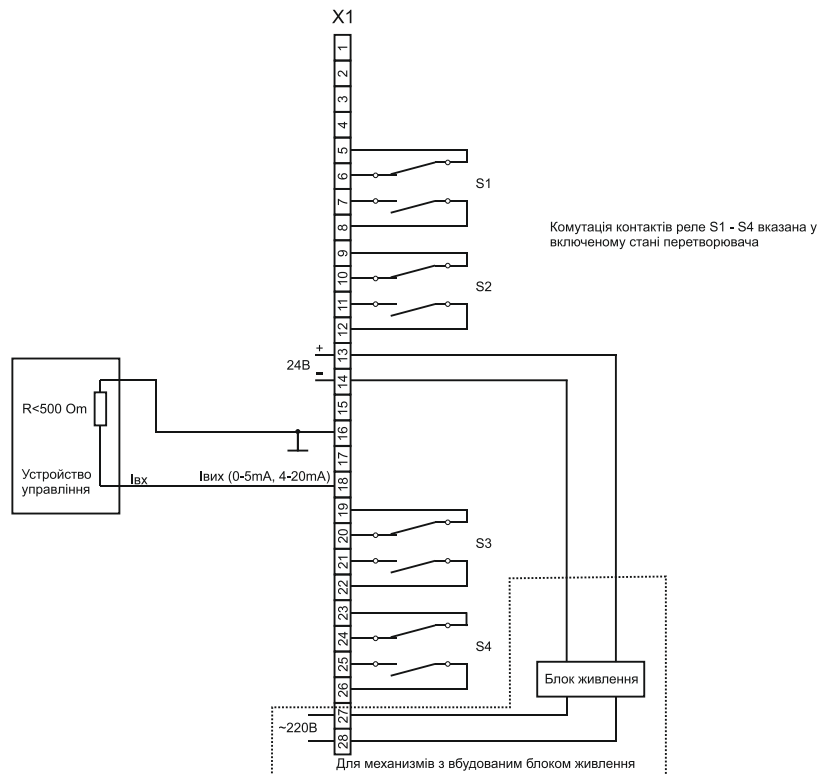 X1
1
2
3
4
5
6
S1
7
8
Комутація контактів реле S1 - S4 вказана у
включеному стані перетворювача
9
10
S2
11
12
+
13
24В
-
14
15
R<500 Om
16
17
Устройство
управління
Івх
Івих (0-5mA, 4-20mA)
18
19
20
S3
21
22
23
24
S4
25
26
Блок живлення
27
~220В
28
Для механизмів з вбудованим блоком живлення